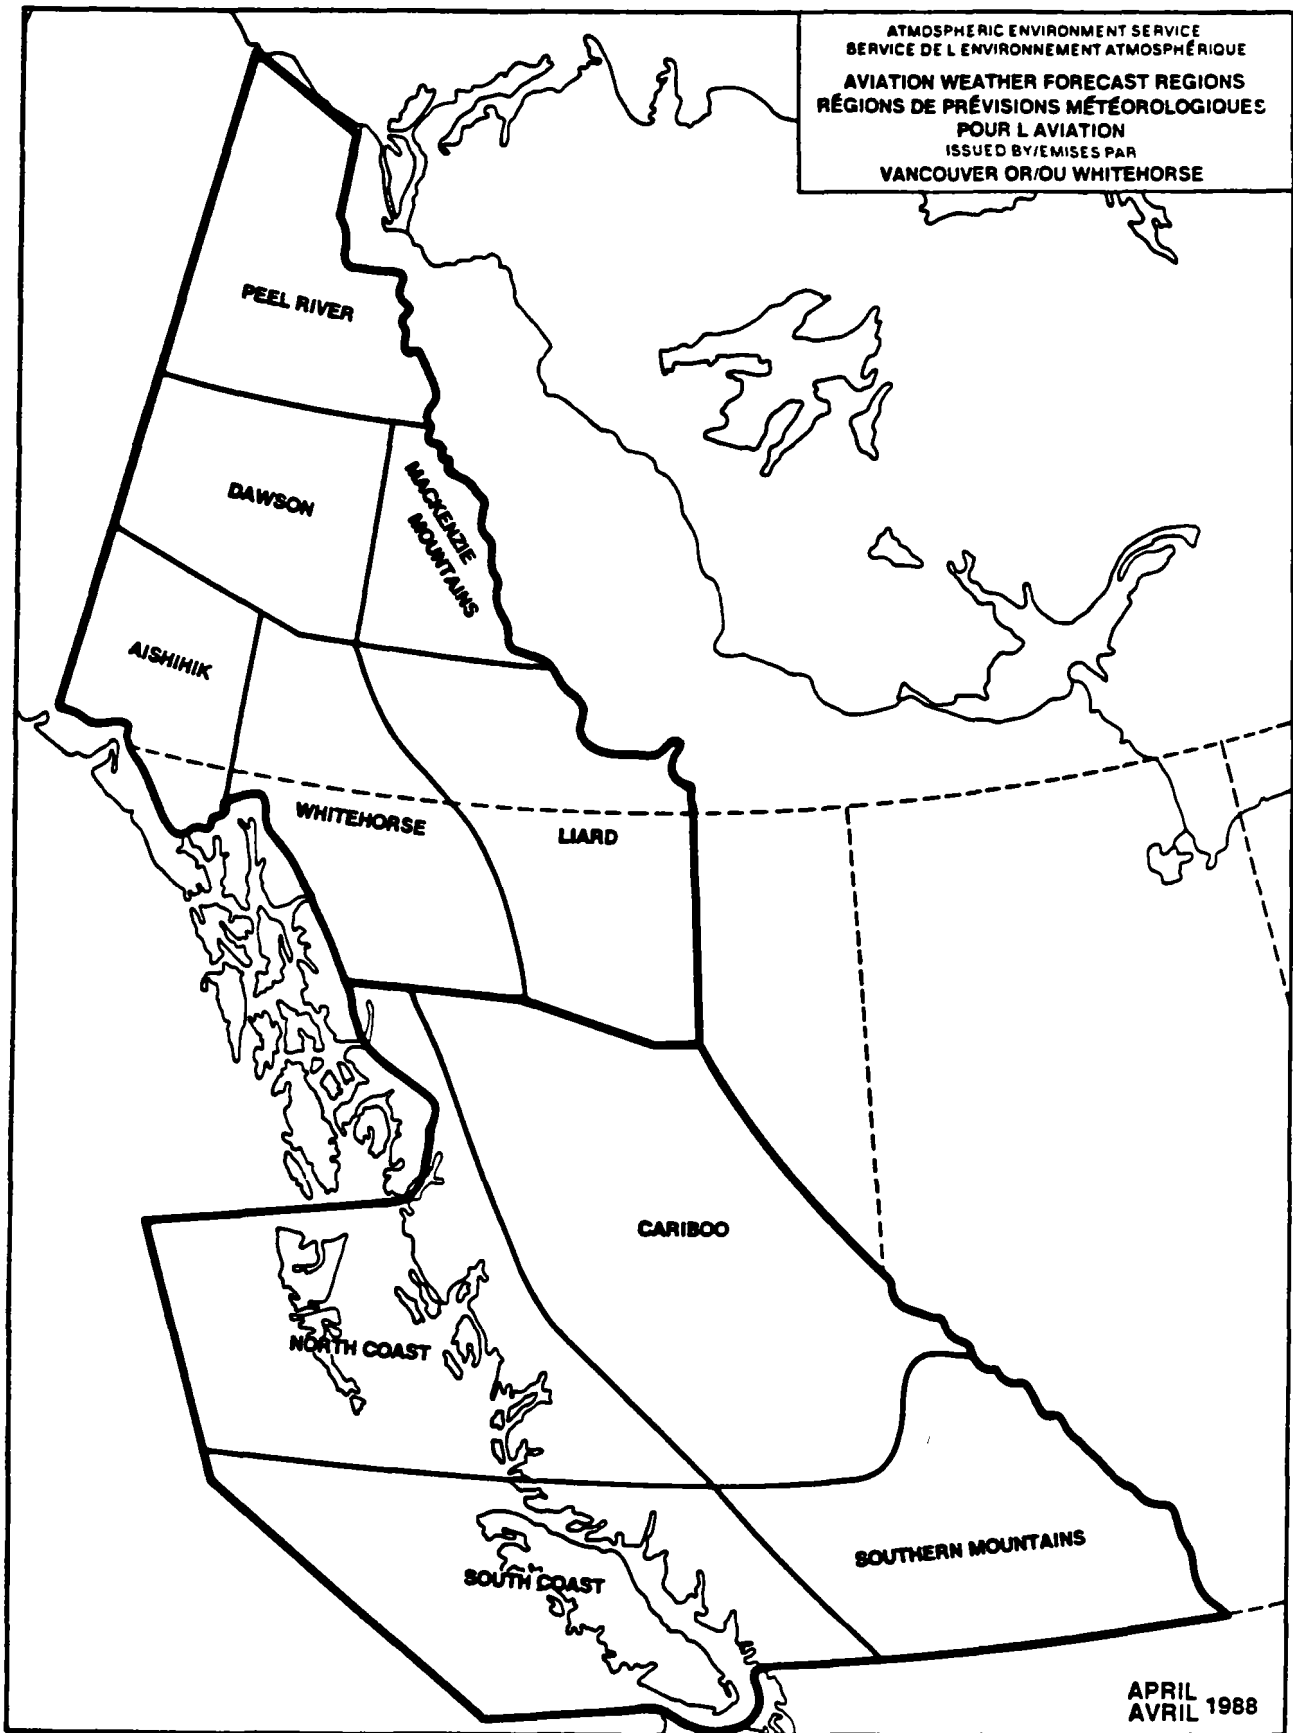 ATMOSPHERIC ENVIRONMENT SERVICE
SERVICE DE L ENVIRONNEMENT ATMOSPHÉRIQUE
AVIATION WEATHER FORECAST REGIONS
RÉGIONS DE PRÉVISIONS MÉTÉOROLOGIQUES
POUR L AVIATION
ISSUED BY/EMISES PAR
VANCOUVER OR/OU WHITEHORSE
PEEL RIVER
DAWSON
MACKENZIE
MOUNTAINS
AISHIHIK
WHITEHORSE
LIARD
CARIBOO
NORTH COAST
SOUTHERN MOUNTAINS
SOUTH COAST
APRIL
AVRIL 1988